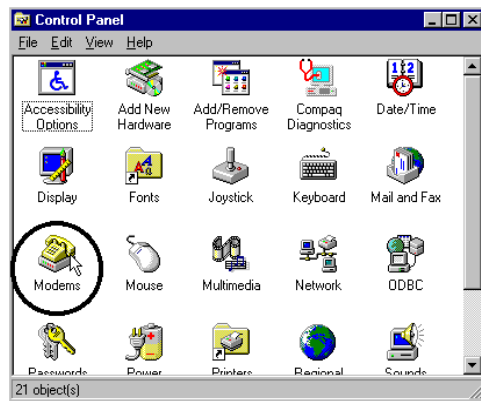 Control Panel
File Edit View Help
Accessibility Options
Add New Hardware
Add/Remove Programs
Compaq Diagnostics
Date/Time
Display
Fonts
Joystick
Keyboard
Mail and Fax
Modems
Mouse
Multimedia
Network
ODBC
Passwords
Power
Printers
Regional
Sounds
21 object(s)